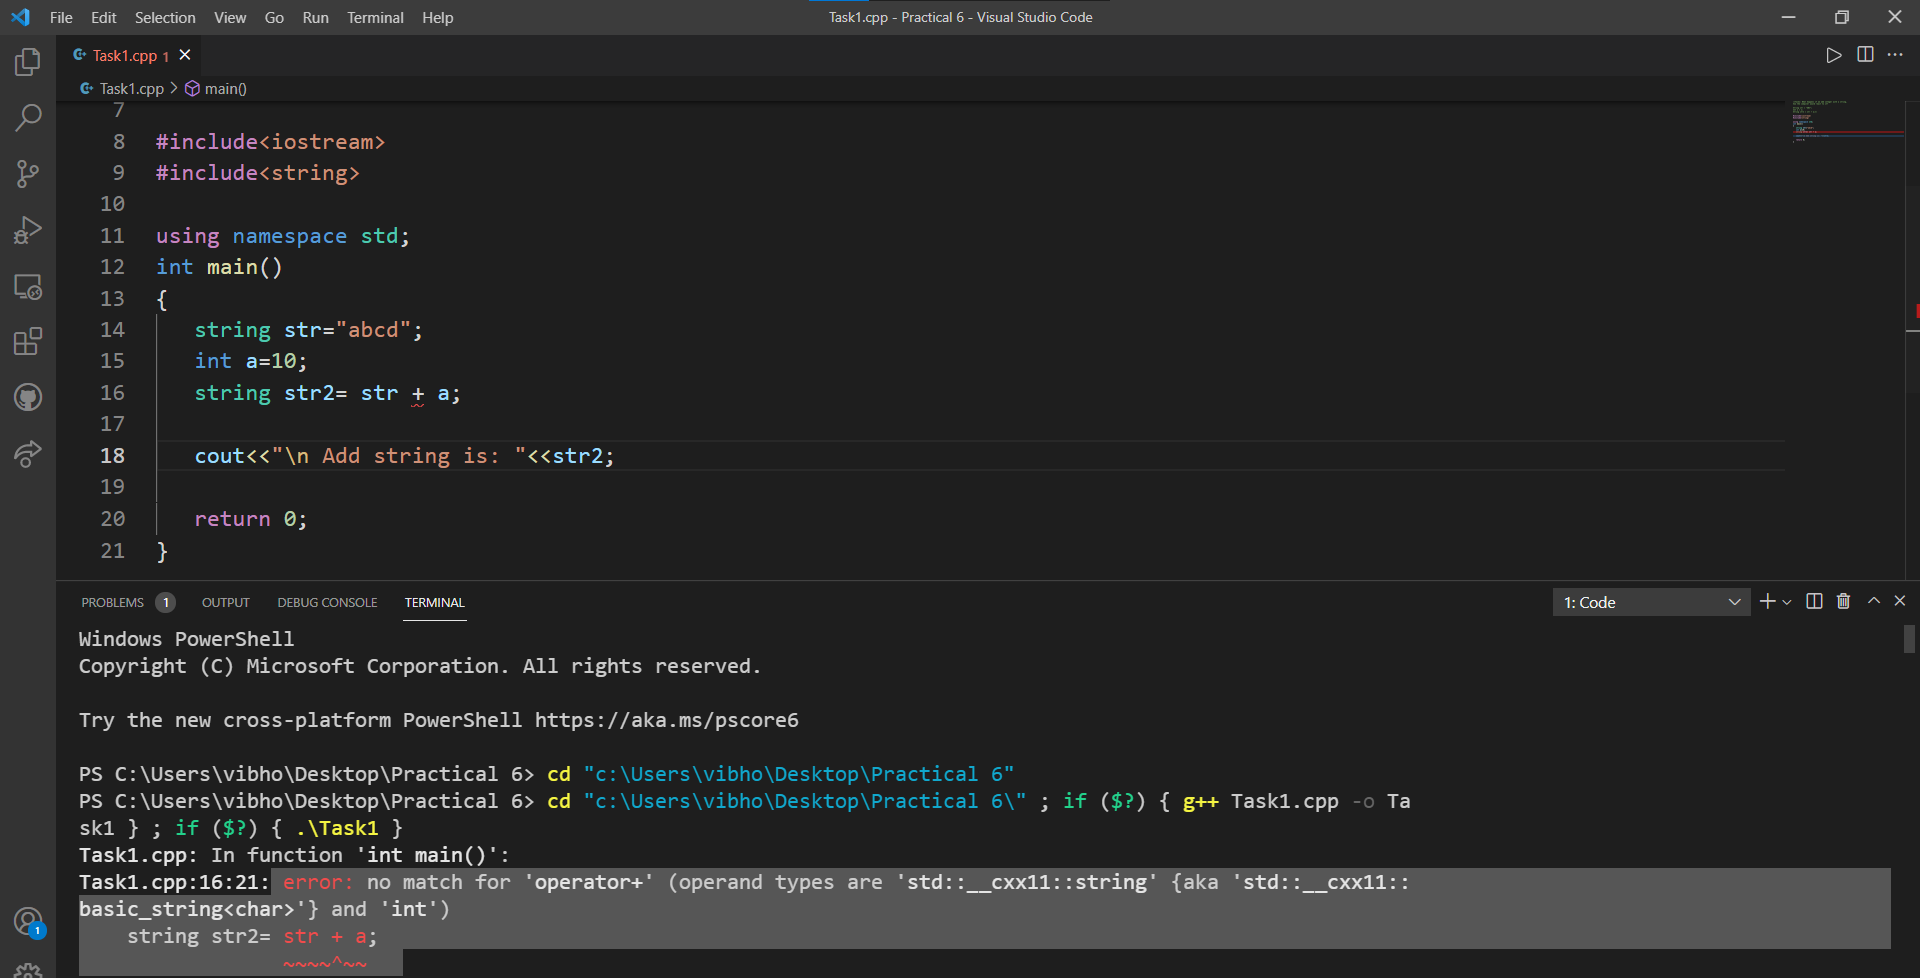 File Edit Selection View Go Run Terminal Help
Task1.cpp - Practical 6 - Visual Studio Code
Task1.cpp 1
Task1.cpp > main()
7
8 #include<iostream>
9 #include<string>
10
11 using namespace std;
12 int main()
13 {
14 string str="abcd";
15 int a=10;
16 string str2= str + a;
17
18 cout<<"\n Add string is: "<<str2;
19
20 return 0;
21 }
PROBLEMS 1 OUTPUT DEBUG CONSOLE TERMINAL
1: Code
Windows PowerShell
Copyright (C) Microsoft Corporation. All rights reserved.
Try the new cross-platform PowerShell https://aka.ms/pscore6
PS C:\Users\vibho\Desktop\Practical 6> cd "c:\Users\vibho\Desktop\Practical 6"
PS C:\Users\vibho\Desktop\Practical 6> cd "c:\Users\vibho\Desktop\Practical 6\" ; if ($?) { g++ Task1.cpp -o Ta
sk1 } ; if ($?) { .\Task1 }
Task1.cpp: In function 'int main()':
Task1.cpp:16:21: error: no match for 'operator+' (operand types are 'std::__cxx11::string' {aka 'std::__cxx11::
basic_string<char>'} and 'int')
string str2= str + a;
~~~~^~~
1